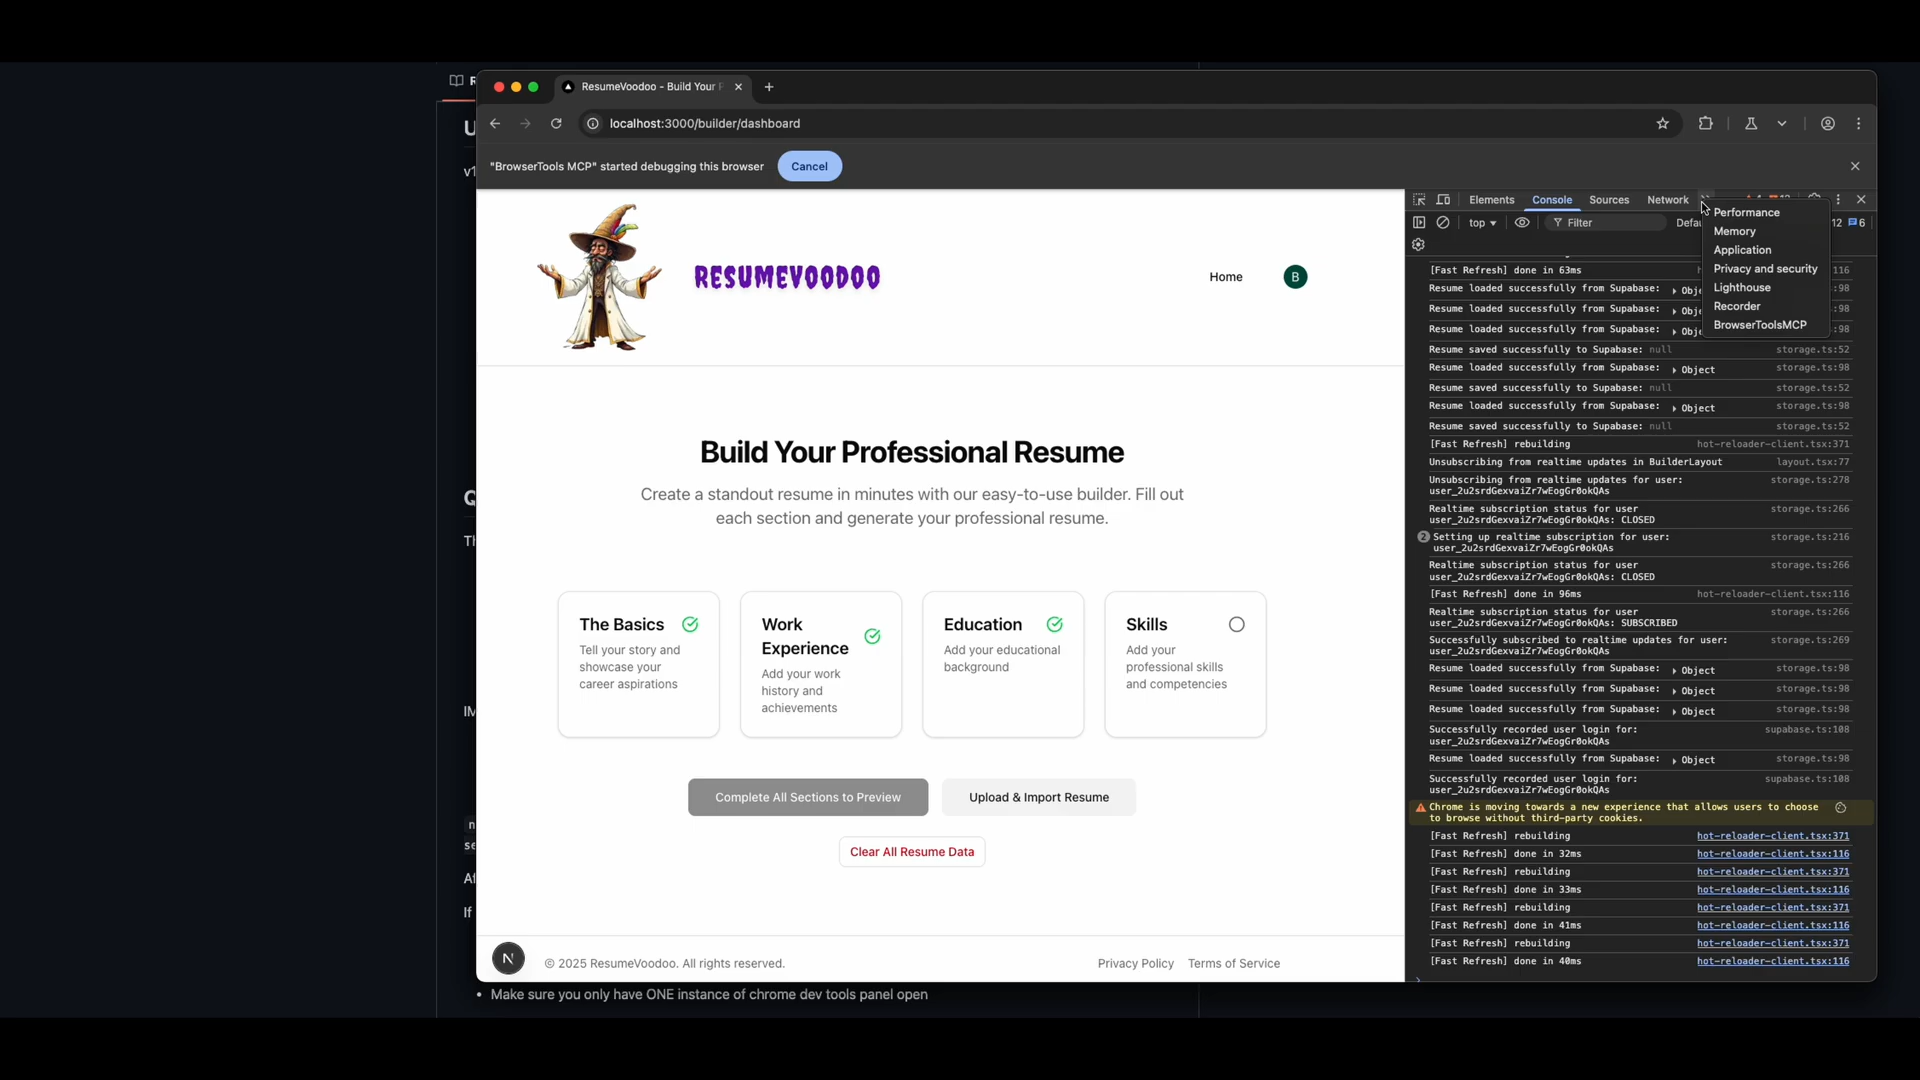 ResumeVoodoo - Build Your P
localhost:3000/builder/dashboard
"BrowserTools MCP" started debugging this browser
Cancel
v1
Q
Th
IM
n
se
Af
If
RESUMEVOODOO
Home
B
Build Your Professional Resume
Create a standout resume in minutes with our easy-to-use builder. Fill out
each section and generate your professional resume.
The Basics
Tell your story and
showcase your
career aspirations
Work
Experience
Add your work
history and
achievements
Education
Add your educational
background
Skills
Add your
professional skills
and competencies
Complete All Sections to Preview
Upload & Import Resume
Clear All Resume Data
N
© 2025 ResumeVoodoo. All rights reserved.
Privacy Policy
Terms of Service
• Make sure you only have ONE instance of chrome dev tools panel open
Elements
Console
Sources
Network
top
Filter
Defau
12
6
Performance
Memory
Application
Privacy and security
Lighthouse
Recorder
BrowserToolsMCP
[Fast Refresh] done in 63ms h 116
Resume loaded successfully from Supabase: Obje :98
Resume loaded successfully from Supabase: Obje :98
Resume loaded successfully from Supabase: Obje :98
Resume saved successfully to Supabase: null storage.ts:52
Resume loaded successfully from Supabase: Object storage.ts:98
Resume saved successfully to Supabase: null storage.ts:52
Resume loaded successfully from Supabase: Object storage.ts:98
Resume saved successfully to Supabase: null storage.ts:52
[Fast Refresh] rebuilding hot-reloader-client.tsx:371
Unsubscribing from realtime updates in BuilderLayout layout.tsx:77
Unsubscribing from realtime updates for user: storage.ts:278
user_2u2srdGexvaiZr7wEogGr0okQAs
Realtime subscription status for user storage.ts:266
user_2u2srdGexvaiZr7wEogGr0okQAs: CLOSED
2 Setting up realtime subscription for user: storage.ts:216
user_2u2srdGexvaiZr7wEogGr0okQAs
Realtime subscription status for user storage.ts:266
user_2u2srdGexvaiZr7wEogGr0okQAs: CLOSED
[Fast Refresh] done in 96ms hot-reloader-client.tsx:116
Realtime subscription status for user storage.ts:266
user_2u2srdGexvaiZr7wEogGr0okQAs: SUBSCRIBED
Successfully subscribed to realtime updates for user: storage.ts:269
user_2u2srdGexvaiZr7wEogGr0okQAs
Resume loaded successfully from Supabase: Object storage.ts:98
Resume loaded successfully from Supabase: Object storage.ts:98
Resume loaded successfully from Supabase: Object storage.ts:98
Successfully recorded user login for: supabase.ts:108
user_2u2srdGexvaiZr7wEogGr0okQAs
Resume loaded successfully from Supabase: Object storage.ts:98
Successfully recorded user login for: supabase.ts:108
user_2u2srdGexvaiZr7wEogGr0okQAs
Chrome is moving towards a new experience that allows users to choose
to browse without third-party cookies.
[Fast Refresh] rebuilding hot-reloader-client.tsx:371
[Fast Refresh] done in 32ms hot-reloader-client.tsx:116
[Fast Refresh] rebuilding hot-reloader-client.tsx:371
[Fast Refresh] done in 33ms hot-reloader-client.tsx:116
[Fast Refresh] rebuilding hot-reloader-client.tsx:371
[Fast Refresh] done in 41ms hot-reloader-client.tsx:116
[Fast Refresh] rebuilding hot-reloader-client.tsx:371
[Fast Refresh] done in 40ms hot-reloader-client.tsx:116